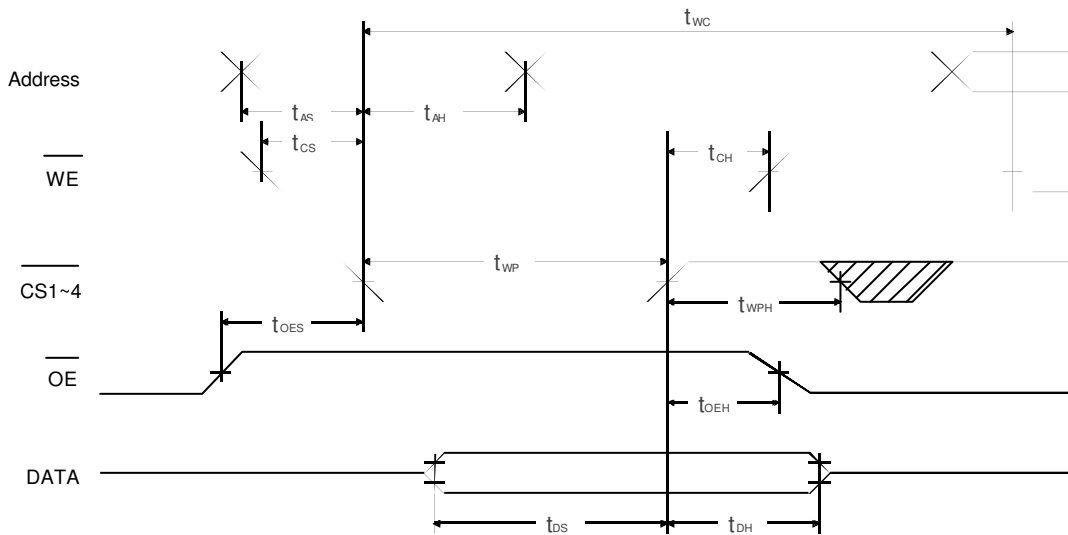 tWC
Address
tAS
tAH
tCS
tCH
WE
tWP
CS1~4
tWPH
tOES
OE
tOEH
DATA
tDS
tDH